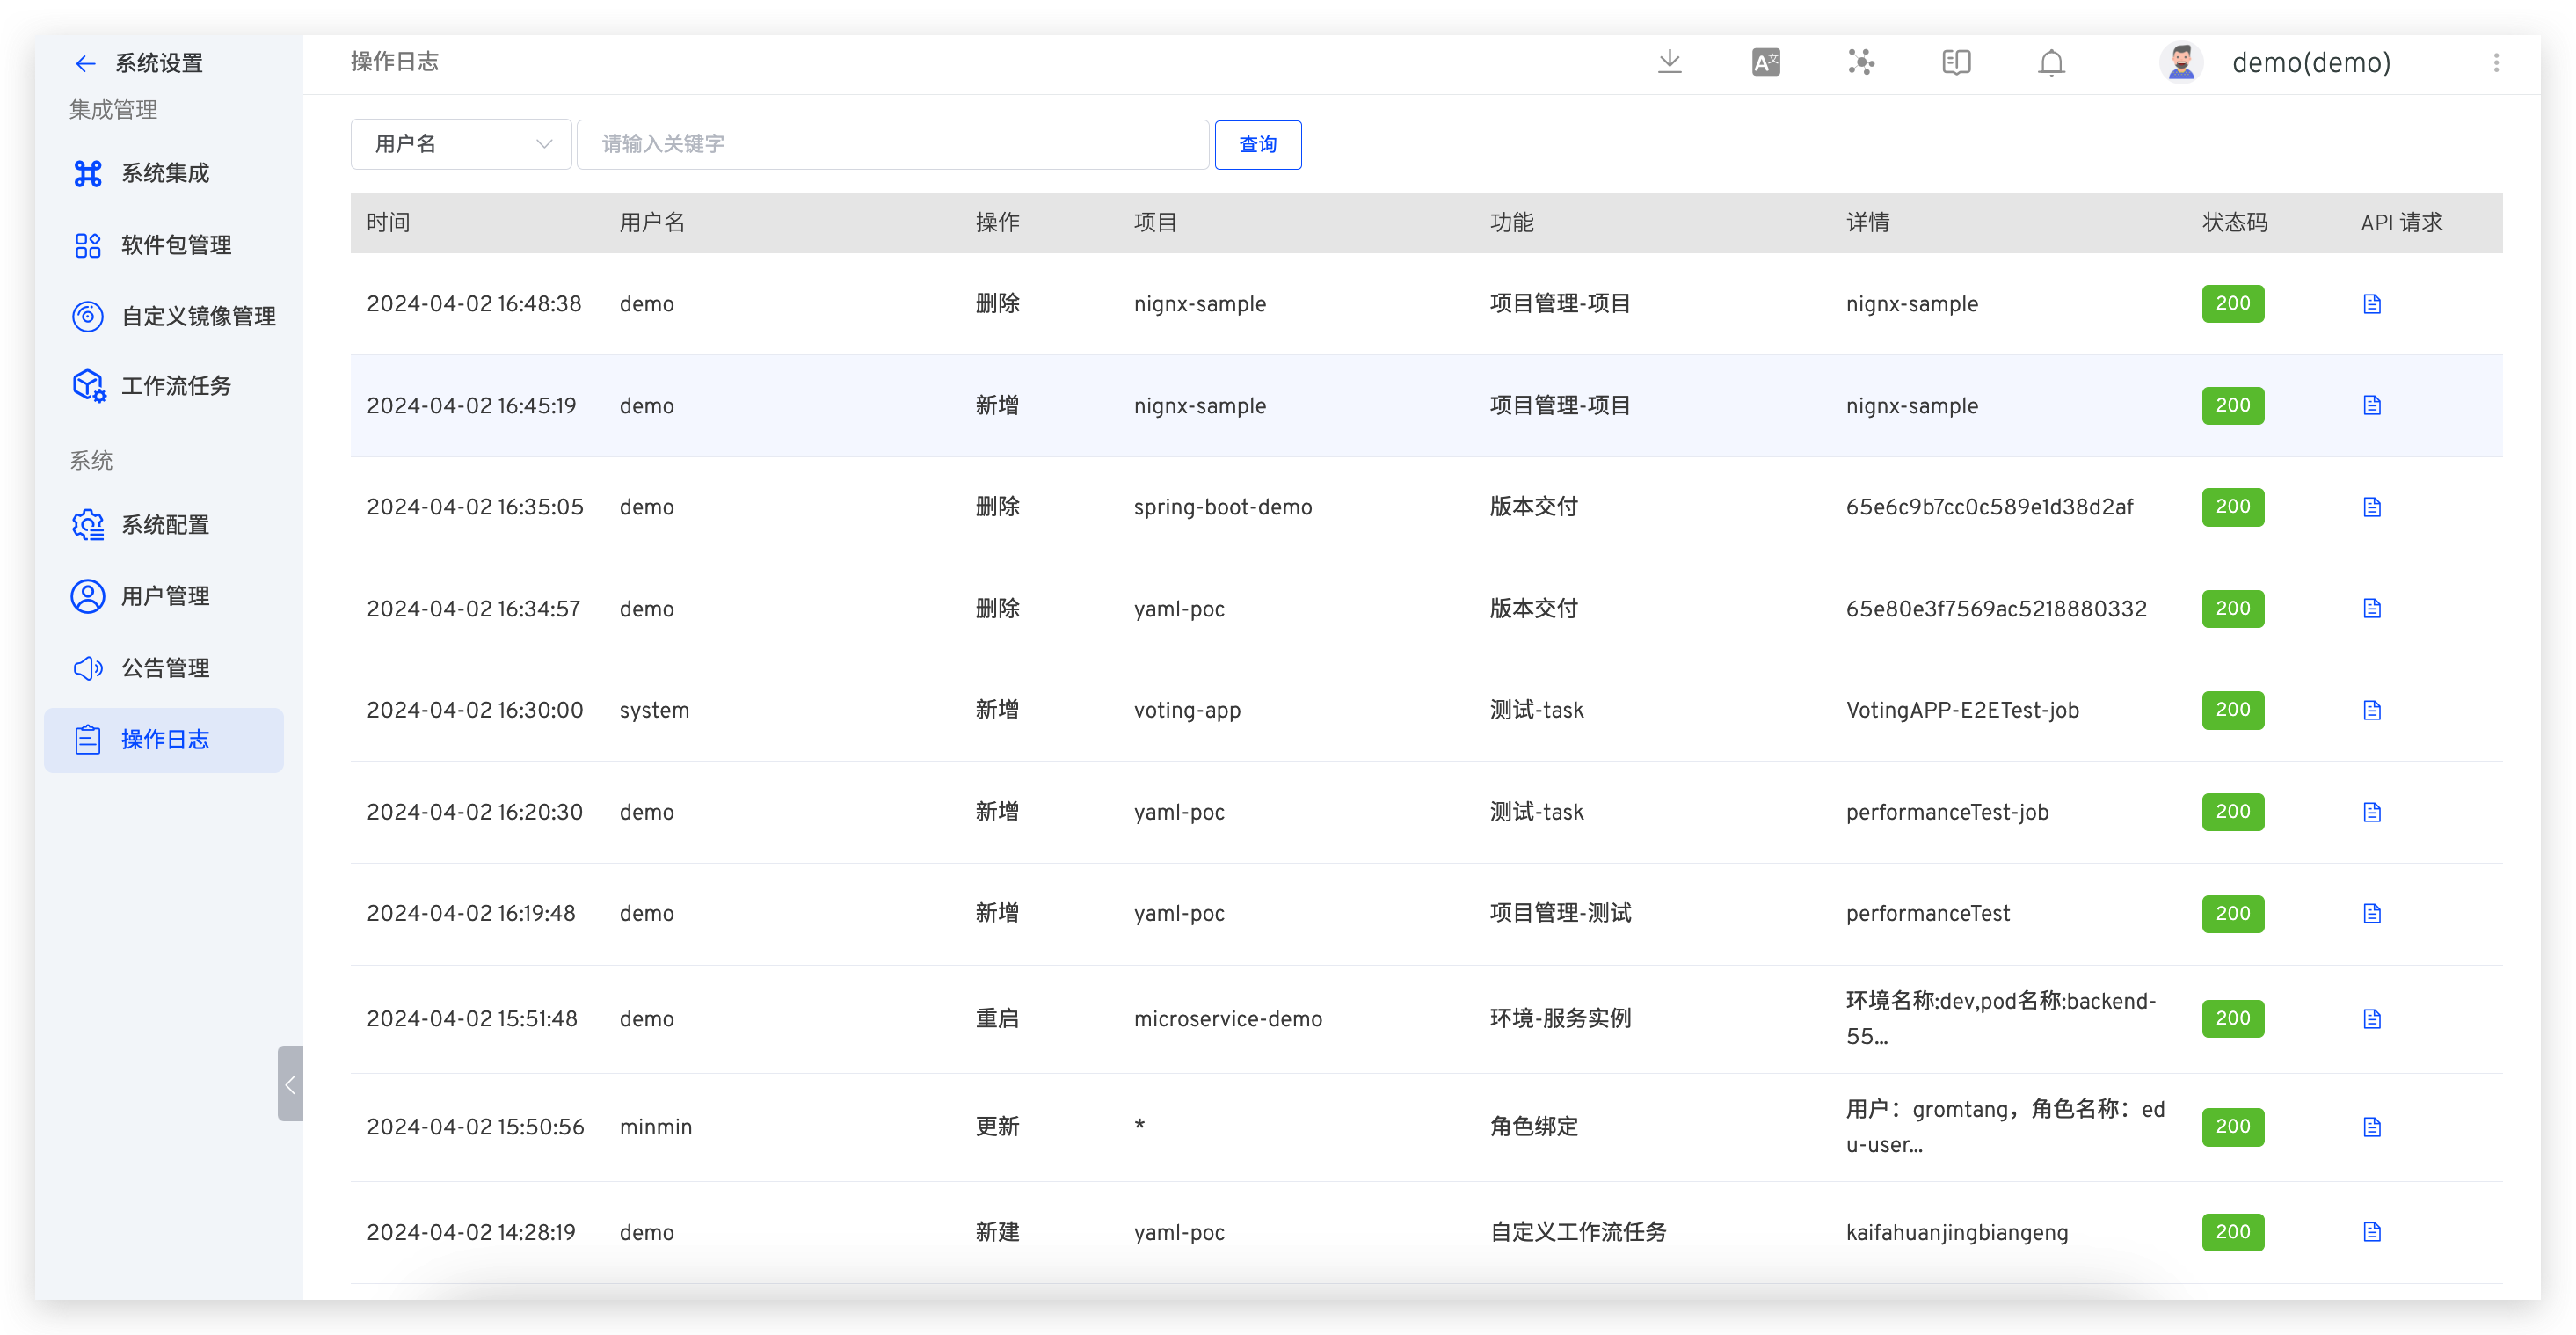 系统设置
集成管理
系统集成
软件包管理
自定义镜像管理
工作流任务
系统
系统配置
用户管理
公告管理
操作日志
操作日志
demo(demo)
用户名 请输入关键字 查询
时间 用户名 操作 项目 功能 详情 状态码 API 请求
2024-04-02 16:48:38 demo 删除 nignx-sample 项目管理-项目 nignx-sample 200
2024-04-02 16:45:19 demo 新增 nignx-sample 项目管理-项目 nignx-sample 200
2024-04-02 16:35:05 demo 删除 spring-boot-demo 版本交付 65e6c9b7cc0c589e1d38d2af 200
2024-04-02 16:34:57 demo 删除 yaml-poc 版本交付 65e80e3f7569ac5218880332 200
2024-04-02 16:30:00 system 新增 voting-app 测试-task VotingAPP-E2ETest-job 200
2024-04-02 16:20:30 demo 新增 yaml-poc 测试-task performanceTest-job 200
2024-04-02 16:19:48 demo 新增 yaml-poc 项目管理-测试 performanceTest 200
2024-04-02 15:51:48 demo 重启 microservice-demo 环境-服务实例 环境名称:dev,pod名称:backend-
55... 200
2024-04-02 15:50:56 minmin 更新 * 角色绑定 用户：gromtang，角色名称：ed
u-user... 200
2024-04-02 14:28:19 demo 新建 yaml-poc 自定义工作流任务 kaifahuanjingbiangeng 200